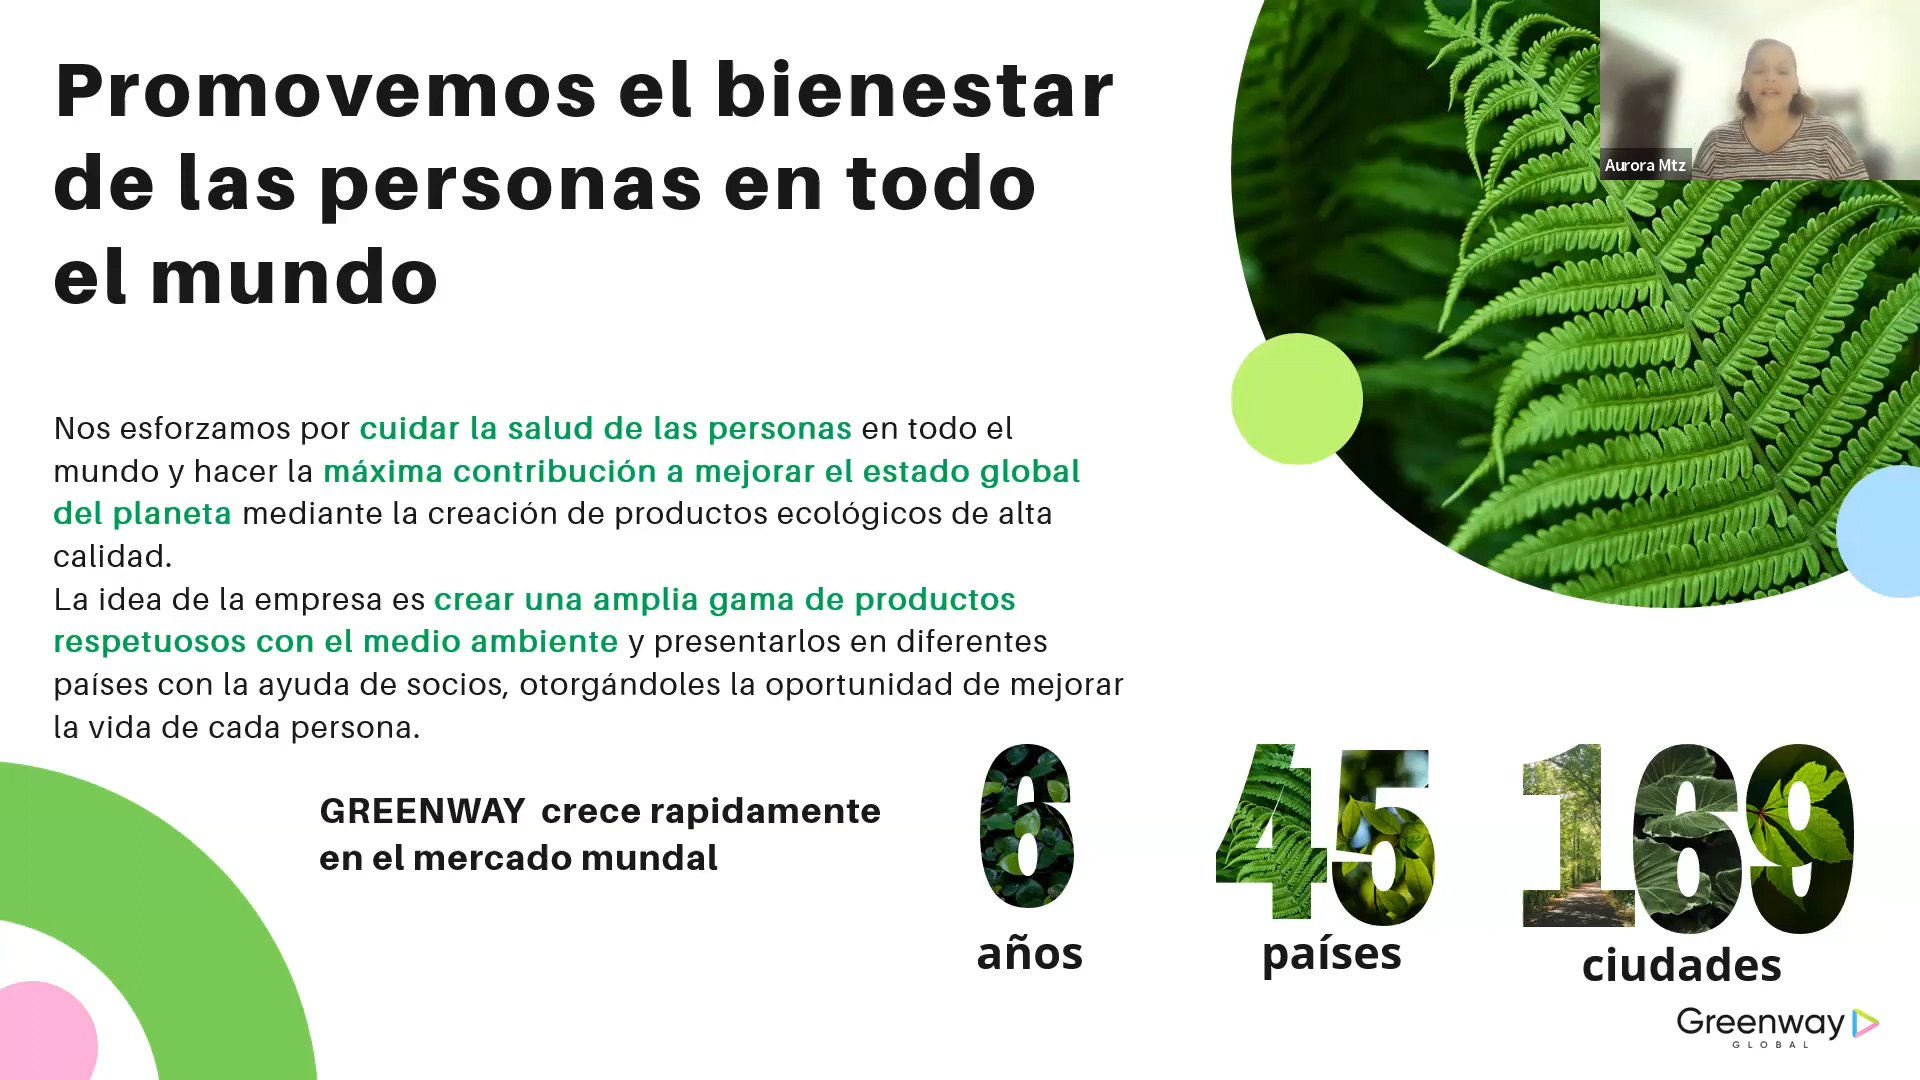 Promovemos el bienestar
de las personas en todo
el mundo
Aurora Mtz
Nos esforzamos por cuidar la salud de las personas en todo el
mundo y hacer la máxima contribución a mejorar el estado global
del planeta mediante la creación de productos ecológicos de alta
calidad.
La idea de la empresa es crear una amplia gama de productos
respetuosos con el medio ambiente y presentarlos en diferentes
países con la ayuda de socios, otorgándoles la oportunidad de mejorar
la vida de cada persona.
GREENWAY crece rapidamente
en el mercado mundal
6
años
45
países
169
ciudades
Greenway
GLOBAL